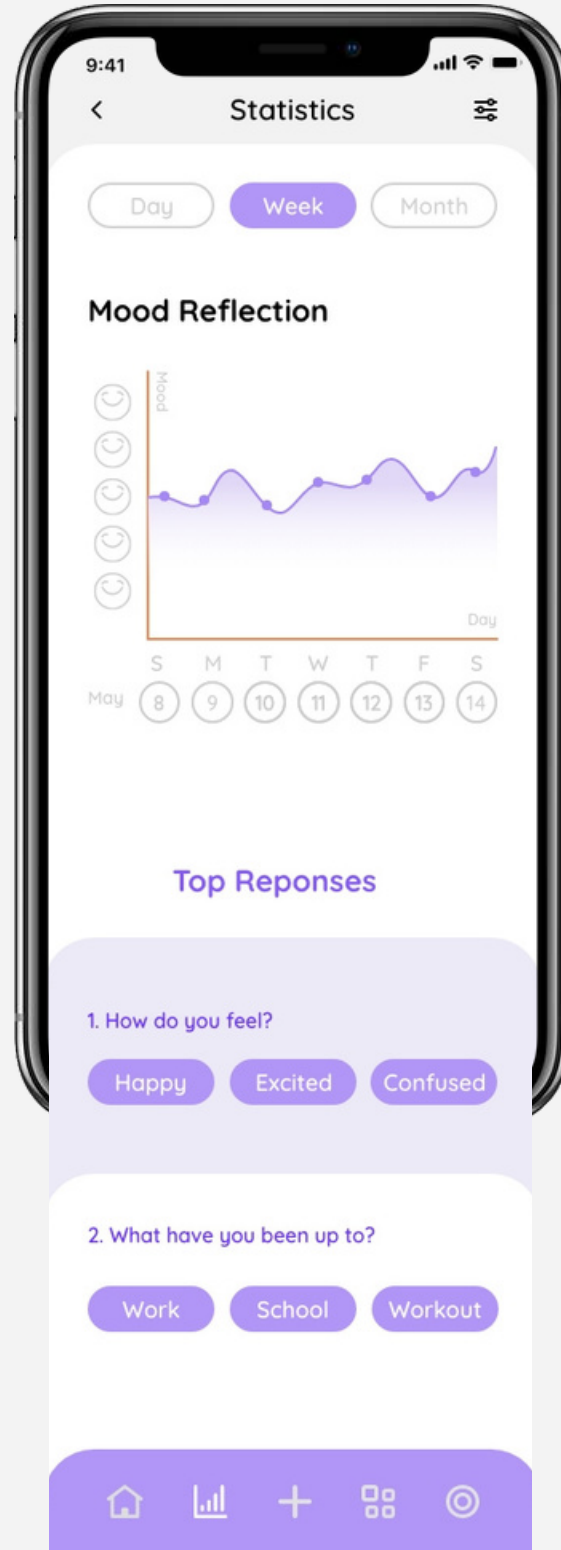 9:41
Statistics
Day Week Month
Mood Reflection
Mood
Day
S M T W T F S
May 8 9 10 11 12 13 14
Top Reponses
1. How do you feel?
Happy Excited Confused
2. What have you been up to?
Work School Workout